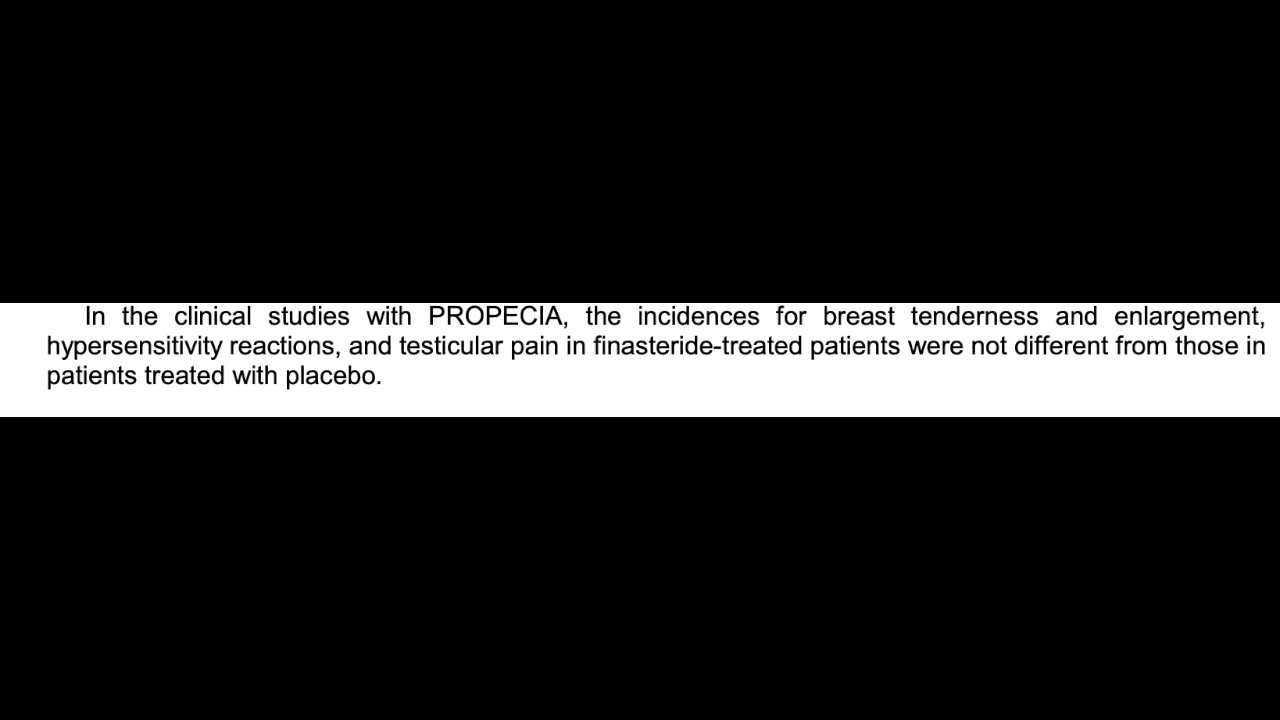 In the clinical studies with PROPECIA, the incidences for breast tenderness and enlargement,
hypersensitivity reactions, and testicular pain in finasteride-treated patients were not different from those in
patients treated with placebo.